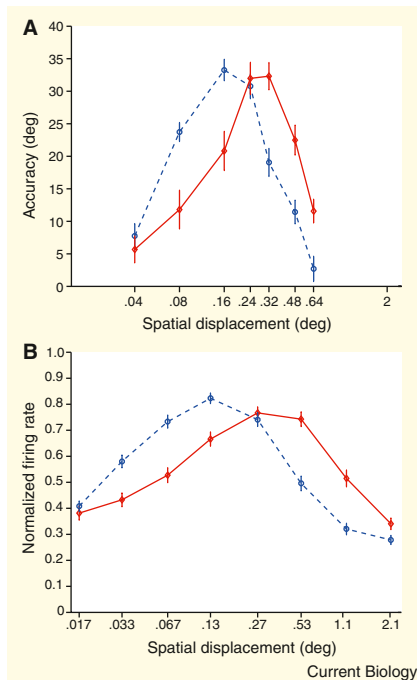 A
40
35
30
25
20
15
10
5
0
Accuracy (deg)
.04 .08 .16 .24 .32 .48 .64 2
Spatial displacement (deg)
B
1.0
0.9
0.8
0.7
0.6
0.5
0.4
0.3
0.2
0.1
0
Normalized firing rate
.017 .033 .067 .13 .27 .53 1.1 2.1
Spatial displacement (deg)
Current Biology